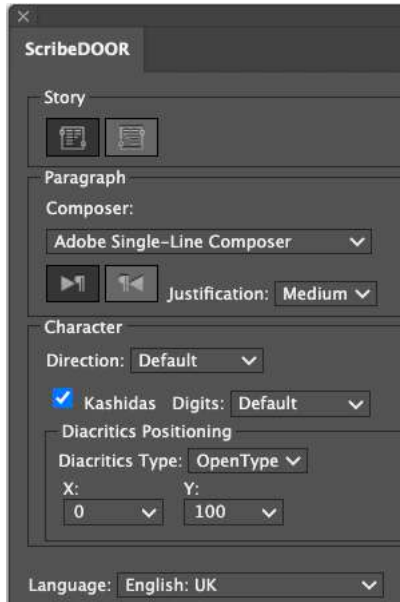 ScribeDOOR
Story
Paragraph
Composer:
Adobe Single-Line Composer
Justification: Medium
Character
Direction: Default
Kashidas Digits: Default
Diacritics Positioning
Diacritics Type: OpenType
X: Y:
0 100
Language: English: UK